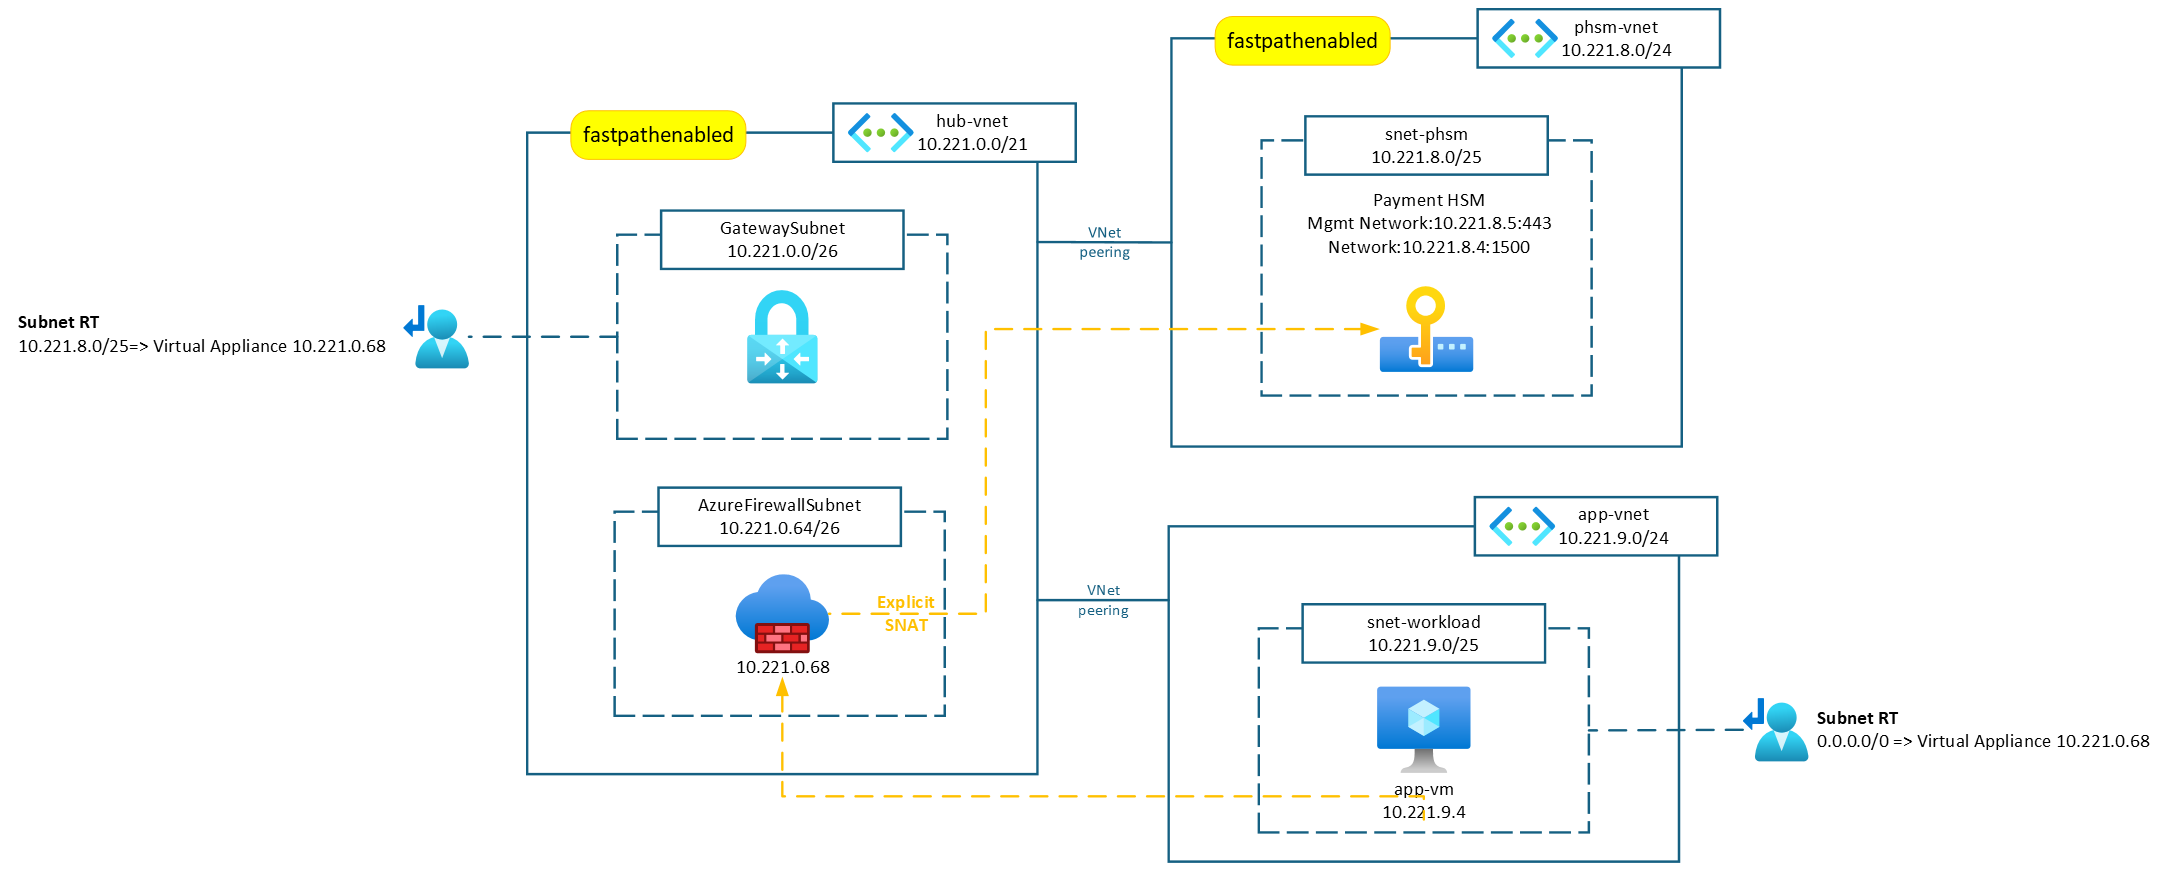 fastpathenabled
phsm-vnet
10.221.8.0/24
fastpathenabled
hub-vnet
10.221.0.0/21
snet-phsm
10.221.8.0/25
Payment HSM
Mgmt Network:10.221.8.5:443
Network:10.221.8.4:1500
GatewaySubnet
10.221.0.0/26
VNet
peering
Subnet RT
10.221.8.0/25=> Virtual Appliance 10.221.0.68
AzureFirewallSubnet
10.221.0.64/26
Explicit
SNAT
10.221.0.68
VNet
peering
app-vnet
10.221.9.0/24
snet-workload
10.221.9.0/25
app-vm
10.221.9.4
Subnet RT
0.0.0.0/0 => Virtual Appliance 10.221.0.68